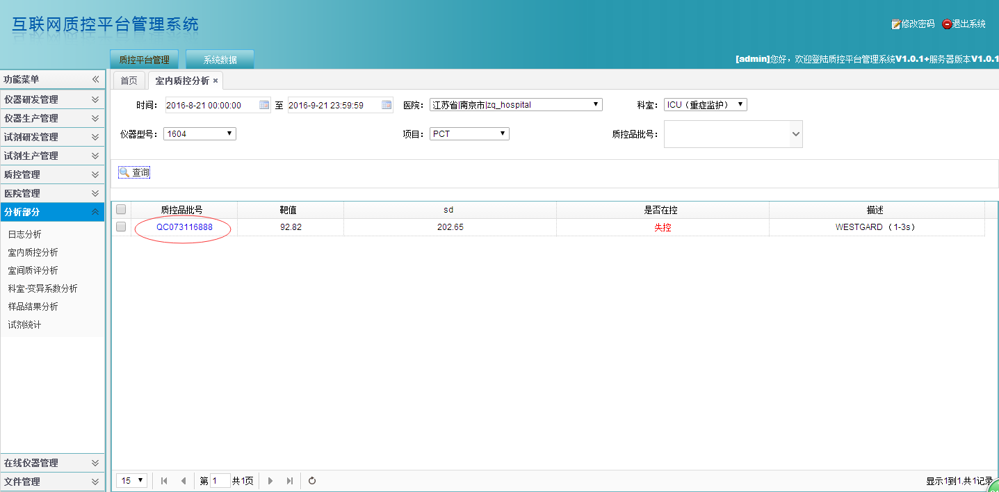 互联网质控平台管理系统
修改密码 退出系统
质控平台管理 系统数据
[admin]您好，欢迎登陆质控平台管理系统V1.0.1+服务器版本V1.0.1
功能菜单
首页 室内质控分析
仪器研发管理
仪器生产管理
试剂研发管理
试剂生产管理
质控管理
医院管理
分析部分
日志分析
室内质控分析
室间质评分析
科室-变异系数分析
样品结果分析
试剂统计
在线仪器管理
文件管理
时间： 2016-8-21 00:00:00 至 2016-9-21 23:59:59 医院： 江苏省|南京市|zq_hospital 科室： ICU（重症监护）
仪器型号： 1604 项目： PCT 质控品批号：
查询
质控品批号 靶值 sd 是否在控 描述
QC073116888 92.82 202.65 失控 WESTGARD（1-3s）
15 第 1 共1页 显示1到1,共1记录